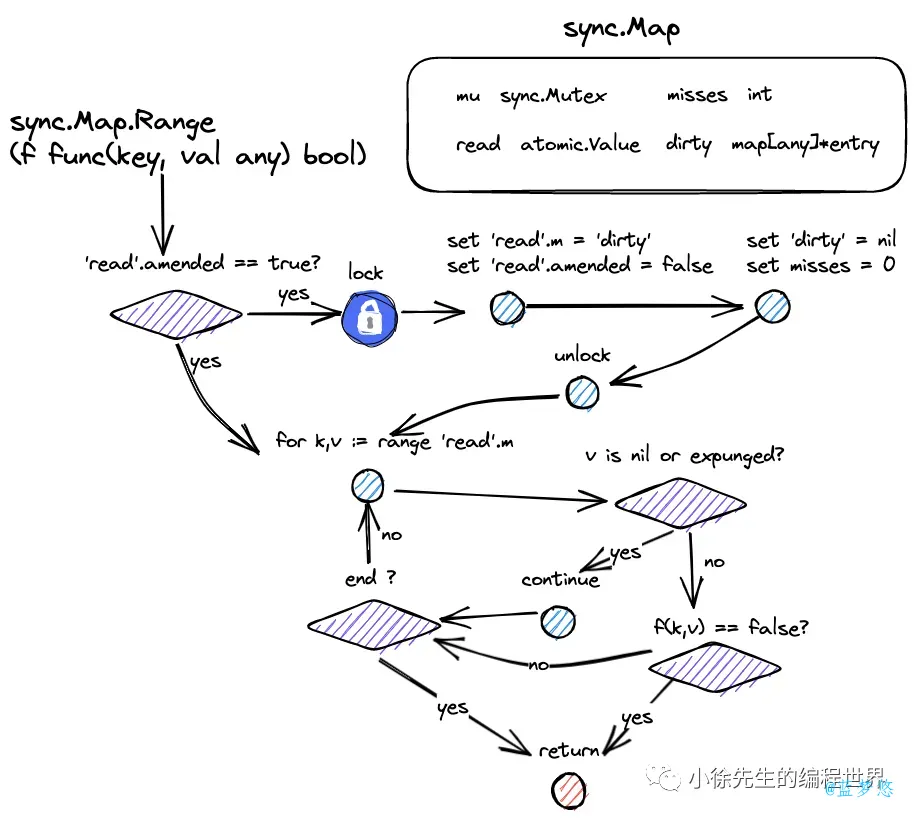 sync.Map
mu sync.Mutex misses int
read atomic.Value dirty map[any]*entry
sync.Map.Range
(f func(key, val any) bool)
'read'.amended == true?
yes
lock
set 'read'.m = 'dirty'
set 'read'.amended = false
set 'dirty' = nil
set misses = 0
yes
unlock
for k,v := range 'read'.m
v is nil or expunged?
no
yes
no
end ?
continue
f(k,v) == false?
no
yes
yes
return
小徐先生的编程世界
@蓝梦悠